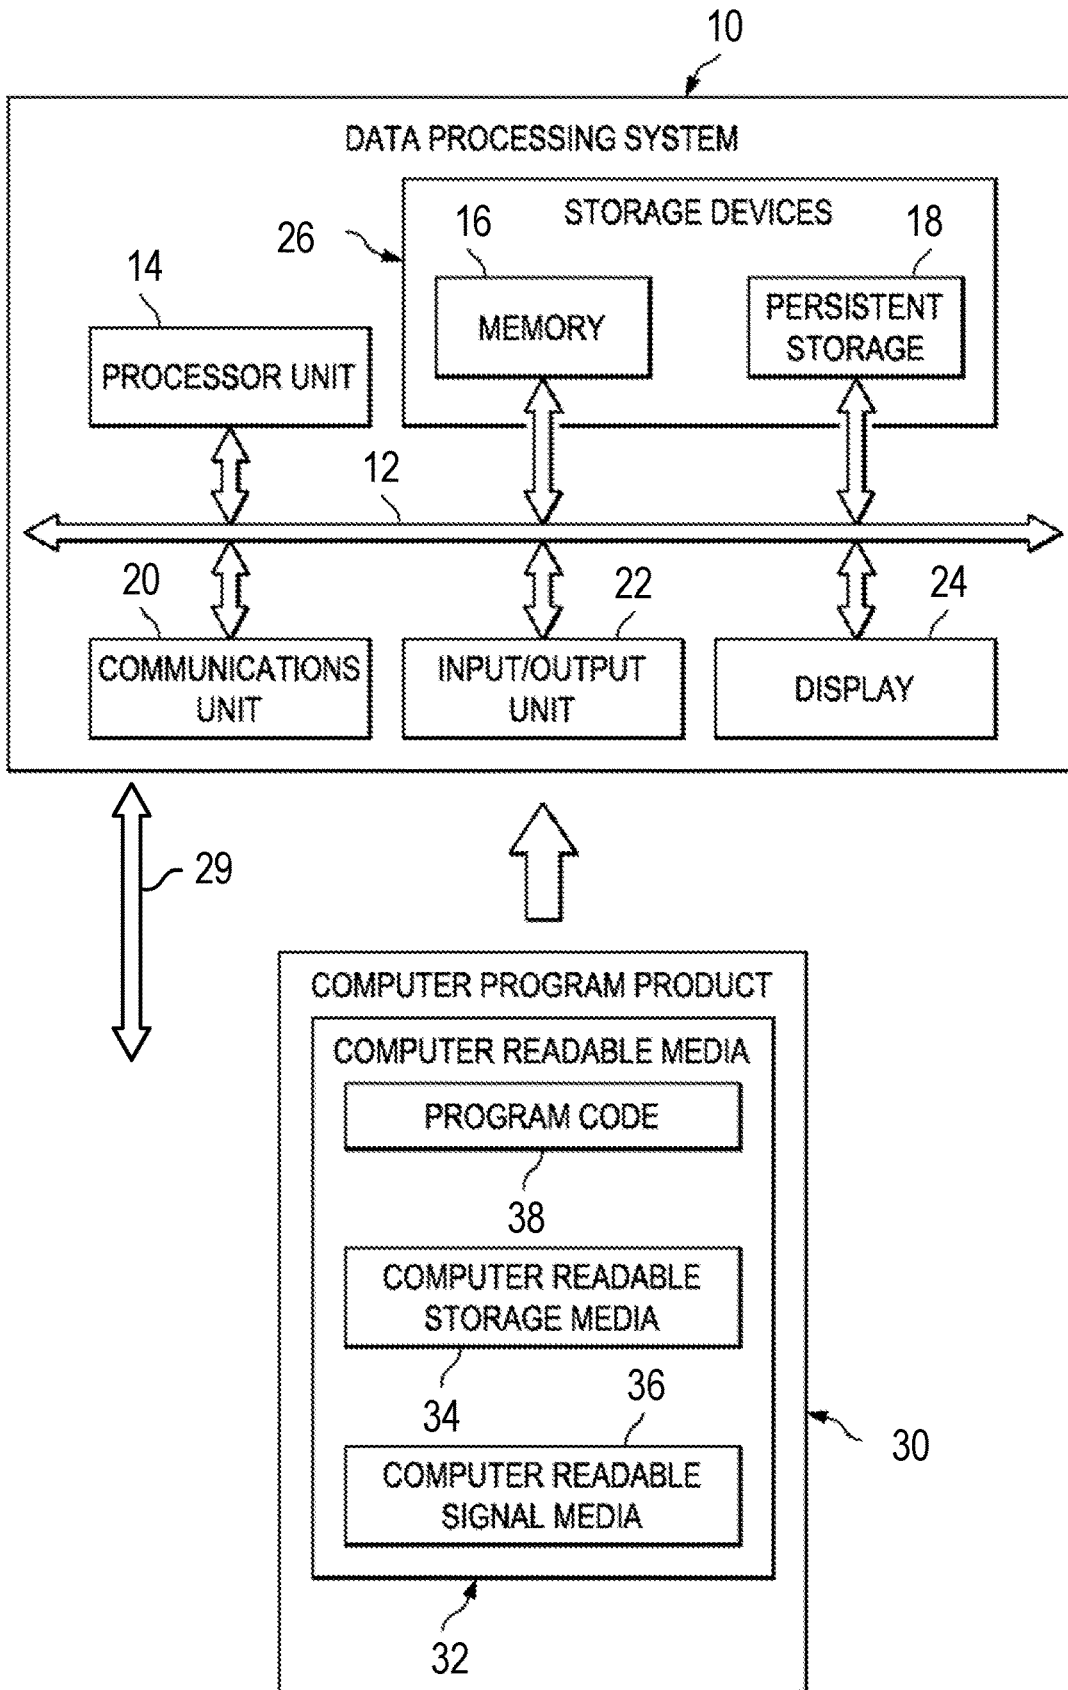 10
DATA PROCESSING SYSTEM
STORAGE DEVICES
26
16
18
14
MEMORY
PERSISTENT
STORAGE
PROCESSOR UNIT
12
20
22
24
COMMUNICATIONS
UNIT
INPUT/OUTPUT
UNIT
DISPLAY
29
COMPUTER PROGRAM PRODUCT
COMPUTER READABLE MEDIA
PROGRAM CODE
38
COMPUTER READABLE
STORAGE MEDIA
34
36
30
COMPUTER READABLE
SIGNAL MEDIA
32